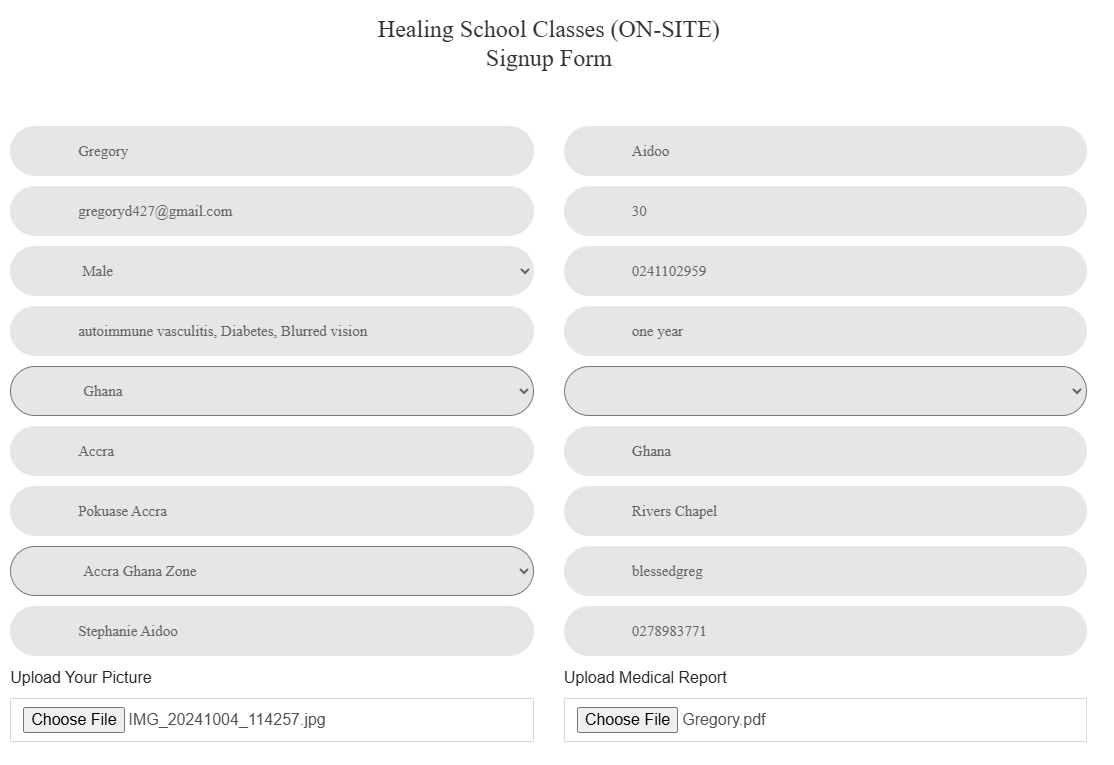 Healing School Classes (ON-SITE)
Signup Form
Gregory
Aidoo
gregoryd427@gmail.com
30
Male
0241102959
autoimmune vasculitis, Diabetes, Blurred vision
one year
Ghana
Accra
Ghana
Pokuase Accra
Rivers Chapel
Accra Ghana Zone
blessedgreg
Stephanie Aidoo
0278983771
Upload Your Picture
Upload Medical Report
Choose File IMG_20241004_114257.jpg
Choose File Gregory.pdf